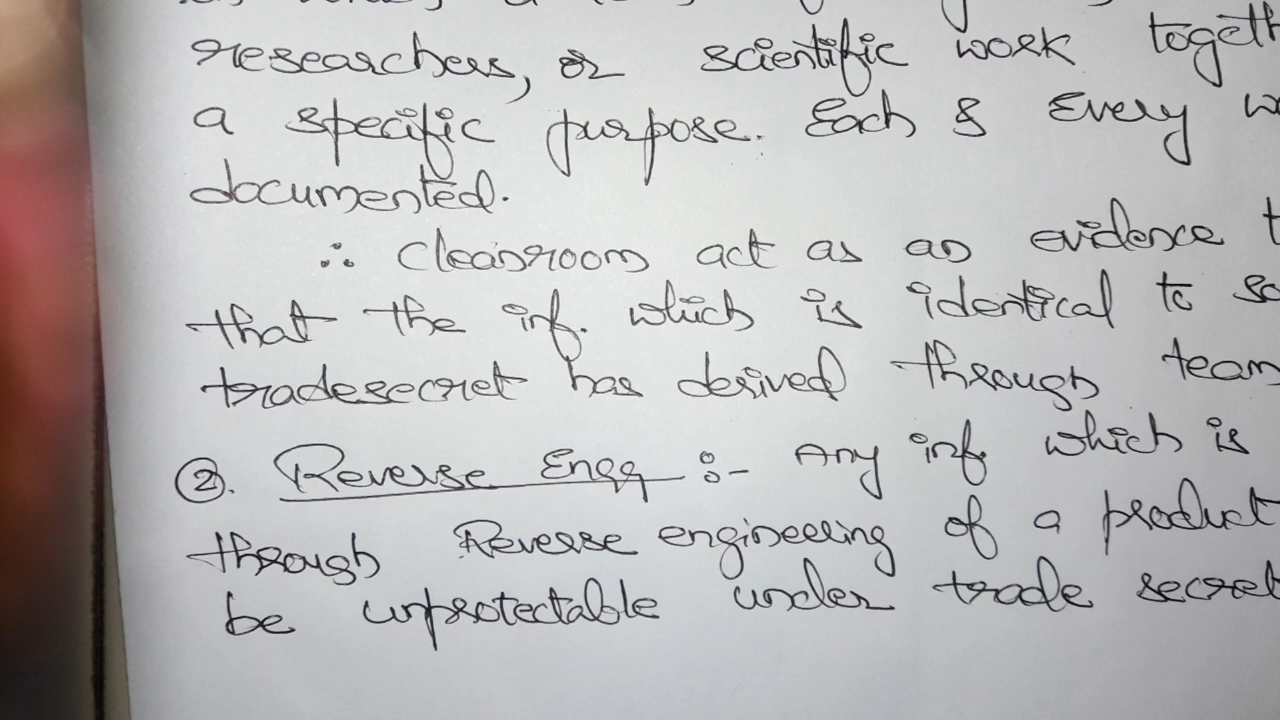 researchers, or scientific work togeth
a specific purpose. Each & Every w
documented.
∴ Cleanroom act as an evidence t
that the inf. which is identical to so
tradesecret has derived through team
②. Reverse Engg :- Any inf. which is
through Reverse engineering of a product
be unprotectable under trade secret